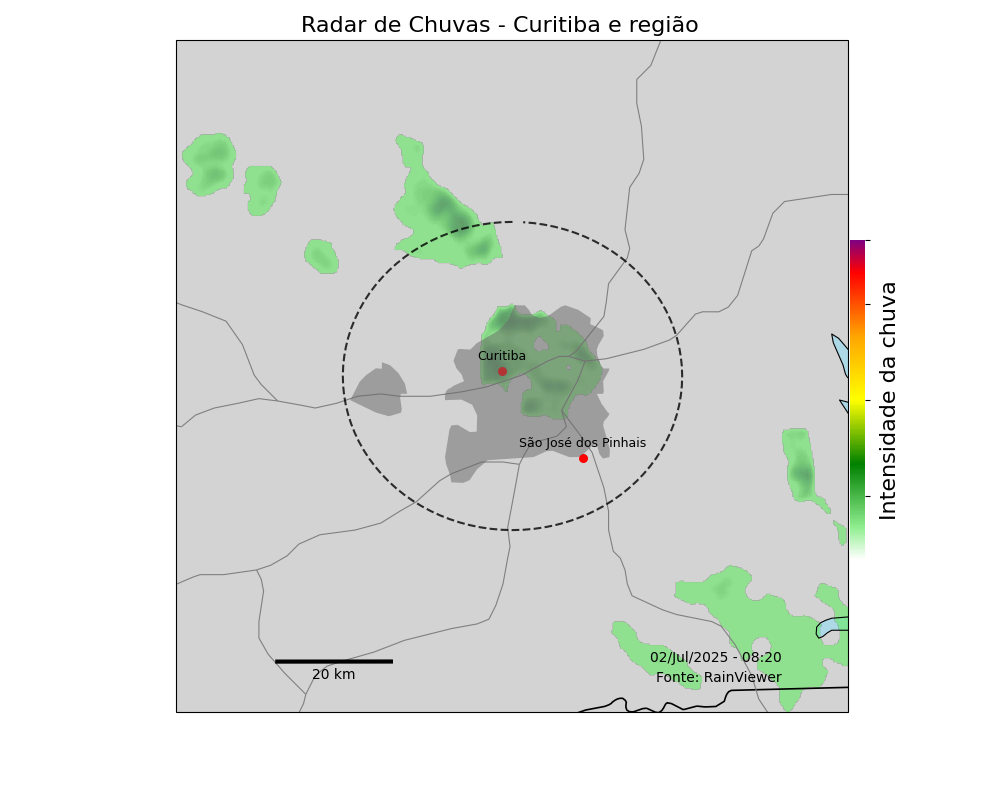 Radar de Chuvas - Curitiba e região
Curitiba
São José dos Pinhais
Intensidade da chuva
02/Jul/2025 - 08:20
Fonte: RainViewer
20 km